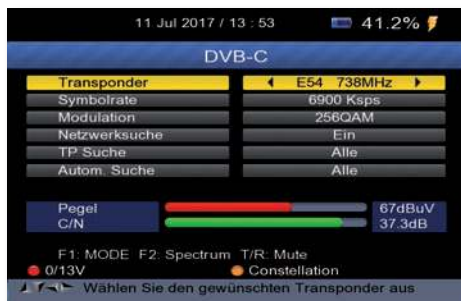 11 Jul 2017 / 13 : 53 41.2%
DVB-C
Transponder E54 738MHz
Symbolrate 6900 Ksps
Modulation 256QAM
Netzwerksuche Ein
TP Suche Alle
Autom. Suche Alle
Pegel 67dBuV
C/N 37.3dB
F1: MODE F2: Spectrum T/R: Mute
0/13V Constellation
Wählen Sie den gewünschten Transponder aus